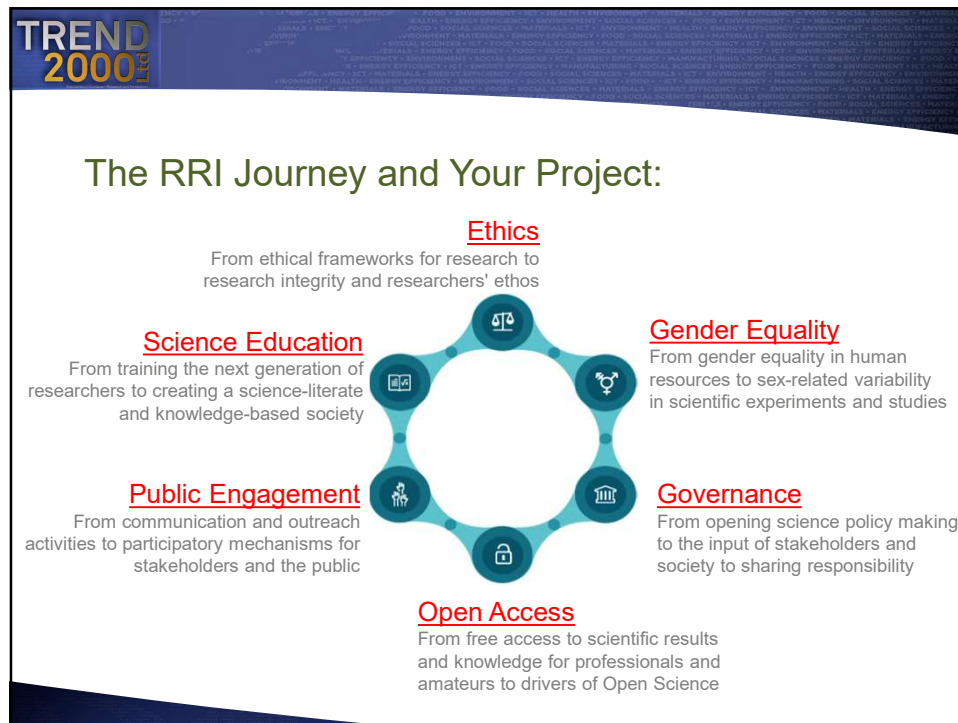 TREND
2000 Ltd
The RRI Journey and Your Project:
Ethics
From ethical frameworks for research to
research integrity and researchers' ethos
Gender Equality
From gender equality in human
resources to sex-related variability
in scientific experiments and studies
Governance
From opening science policy making
to the input of stakeholders and
society to sharing responsibility
Open Access
From free access to scientific results
and knowledge for professionals and
amateurs to drivers of Open Science
Public Engagement
From communication and outreach
activities to participatory mechanisms for
stakeholders and the public
Science Education
From training the next generation of
researchers to creating a science-literate
and knowledge-based society